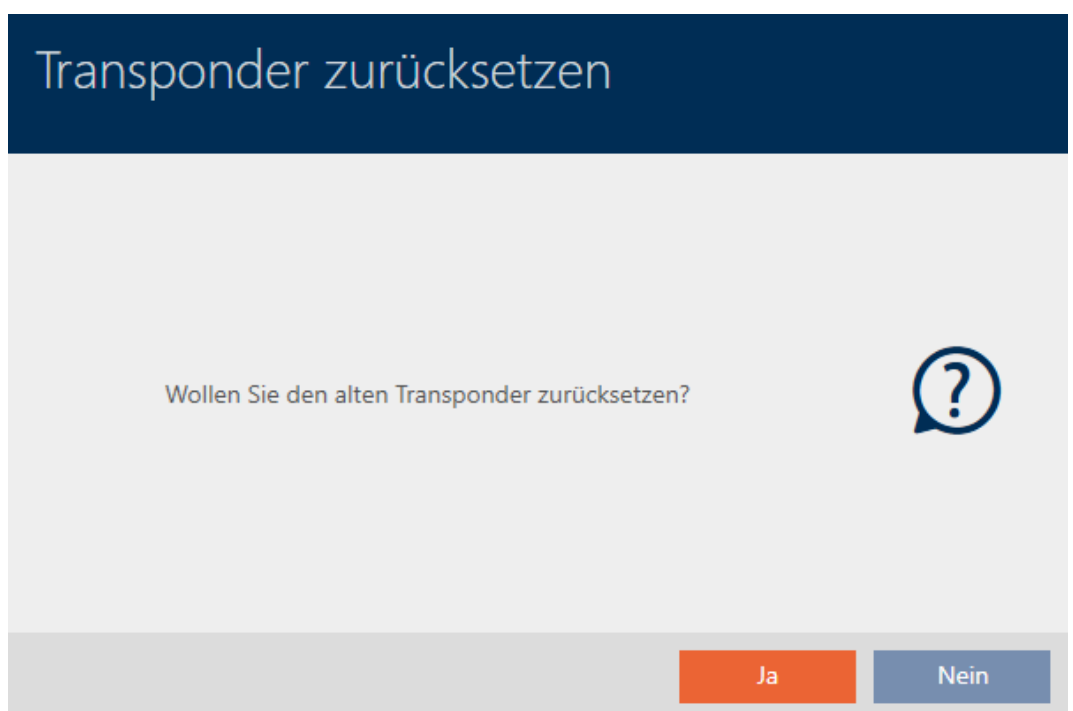 Transponder zurücksetzen
Wollen Sie den alten Transponder zurücksetzen?
?
Ja
Nein